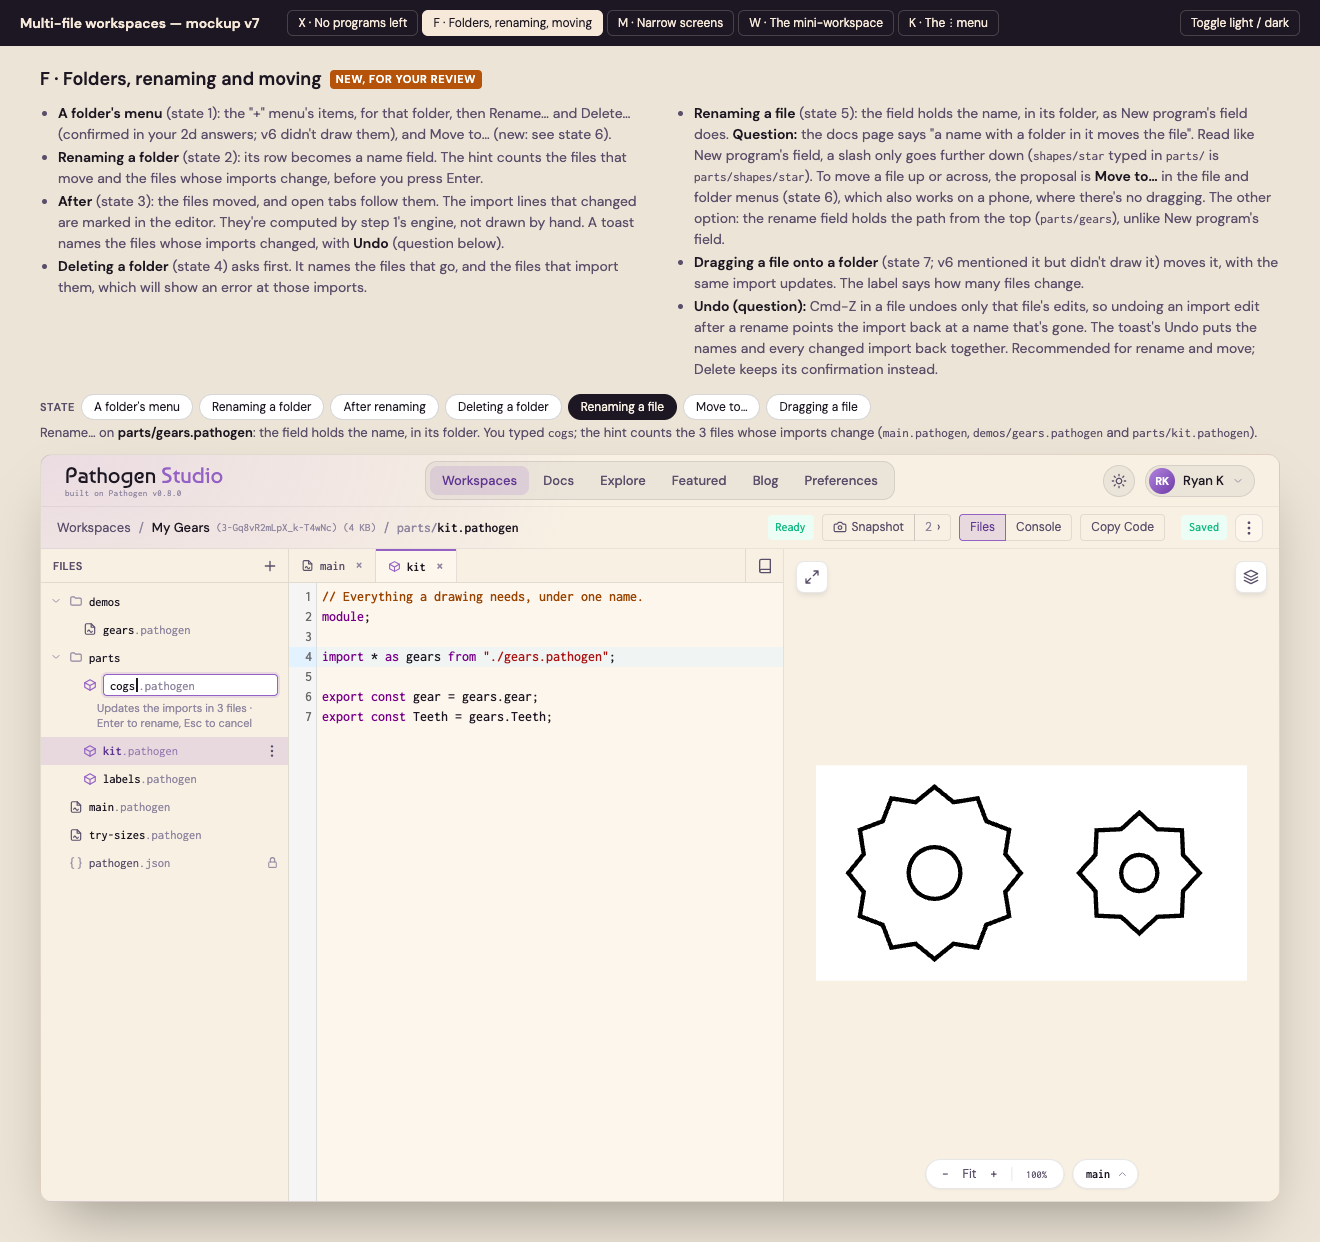 Multi-file workspaces — mockup v7
X · No programs left
F · Folders, renaming, moving
M · Narrow screens
W · The mini-workspace
K · The ⋮ menu
Toggle light / dark
F · Folders, renaming and moving
NEW, FOR YOUR REVIEW
• A folder's menu (state 1): the "+" menu's items, for that folder, then Rename… and Delete…
(confirmed in your 2d answers; v6 didn't draw them), and Move to… (new: see state 6).
• Renaming a folder (state 2): its row becomes a name field. The hint counts the files that
move and the files whose imports change, before you press Enter.
• After (state 3): the files moved, and open tabs follow them. The import lines that changed
are marked in the editor. They're computed by step 1's engine, not drawn by hand. A toast
names the files whose imports changed, with Undo (question below).
• Deleting a folder (state 4) asks first. It names the files that go, and the files that import
them, which will show an error at those imports.
• Renaming a file (state 5): the field holds the name, in its folder, as New program's field
does. Question: the docs page says "a name with a folder in it moves the file". Read like
New program's field, a slash only goes further down (shapes/star typed in parts/ is
parts/shapes/star). To move a file up or across, the proposal is Move to… in the file and
folder menus (state 6), which also works on a phone, where there's no dragging. The other
option: the rename field holds the path from the top (parts/gears), unlike New program's
field.
• Dragging a file onto a folder (state 7; v6 mentioned it but didn't draw it) moves it, with the
same import updates. The label says how many files change.
• Undo (question): Cmd-Z in a file undoes only that file's edits, so undoing an import edit
after a rename points the import back at a name that's gone. The toast's Undo puts the
names and every changed import back together. Recommended for rename and move;
Delete keeps its confirmation instead.
STATE
A folder's menu
Renaming a folder
After renaming
Deleting a folder
Renaming a file
Move to…
Dragging a file
Rename… on parts/gears.pathogen: the field holds the name, in its folder. You typed cogs; the hint counts the 3 files whose imports change (main.pathogen, demos/gears.pathogen and parts/kit.pathogen).
Pathogen Studio
built on Pathogen v0.8.0
Workspaces
Docs
Explore
Featured
Blog
Preferences
RK
Ryan K
Workspaces / My Gears (3-Gq8vR2mLpX_k-T4wNc) (4 KB) / parts/kit.pathogen
Ready
Snapshot
2 ›
Files
Console
Copy Code
Saved
FILES
main ×
kit ×
demos
gears.pathogen
parts
cogs.pathogen
Updates the imports in 3 files ·
Enter to rename, Esc to cancel
kit.pathogen
labels.pathogen
main.pathogen
try-sizes.pathogen
{} pathogen.json
1 // Everything a drawing needs, under one name.
2 module;
3
4 import * as gears from "./gears.pathogen";
5
6 export const gear = gears.gear;
7 export const Teeth = gears.Teeth;
− Fit + 100%
main